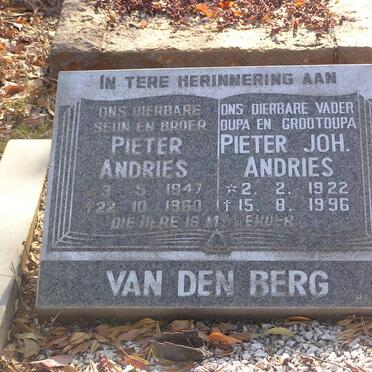 IN TERE HERINNERING AAN
ONS DIERBARE
SEUN EN BROER
PIETER
ANDRIES
☆ 3. 5. 1947
†22. 10. 1960
ONS DIERBARE VADER
OUPA EN GROOTOUPA
PIETER JOH.
ANDRIES
☆ 2. 2. 1922
†15. 8. 1996
DIE HERE IS MY HERDER
VAN DEN BERG